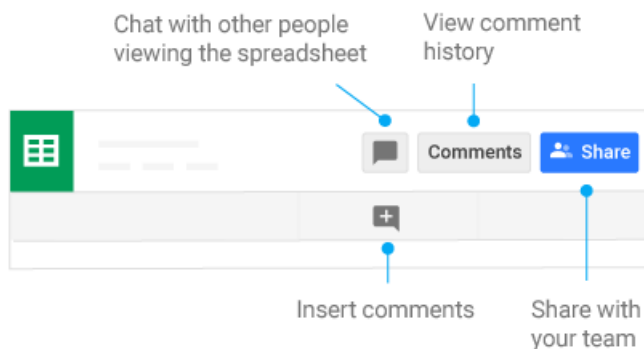 Chat with other people
viewing the spreadsheet
View comment
history
Comments
Share
Insert comments
Share with
your team